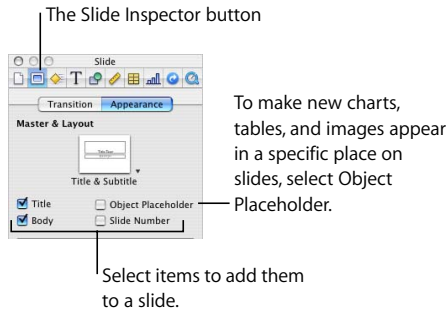 The Slide Inspector button
Slide
T
Transition Appearance
Master & Layout
Title & Subtitle
Title
Object Placeholder
Body
Slide Number
To make new charts,
tables, and images appear
in a specific place on
slides, select Object
Placeholder.
Select items to add them
to a slide.